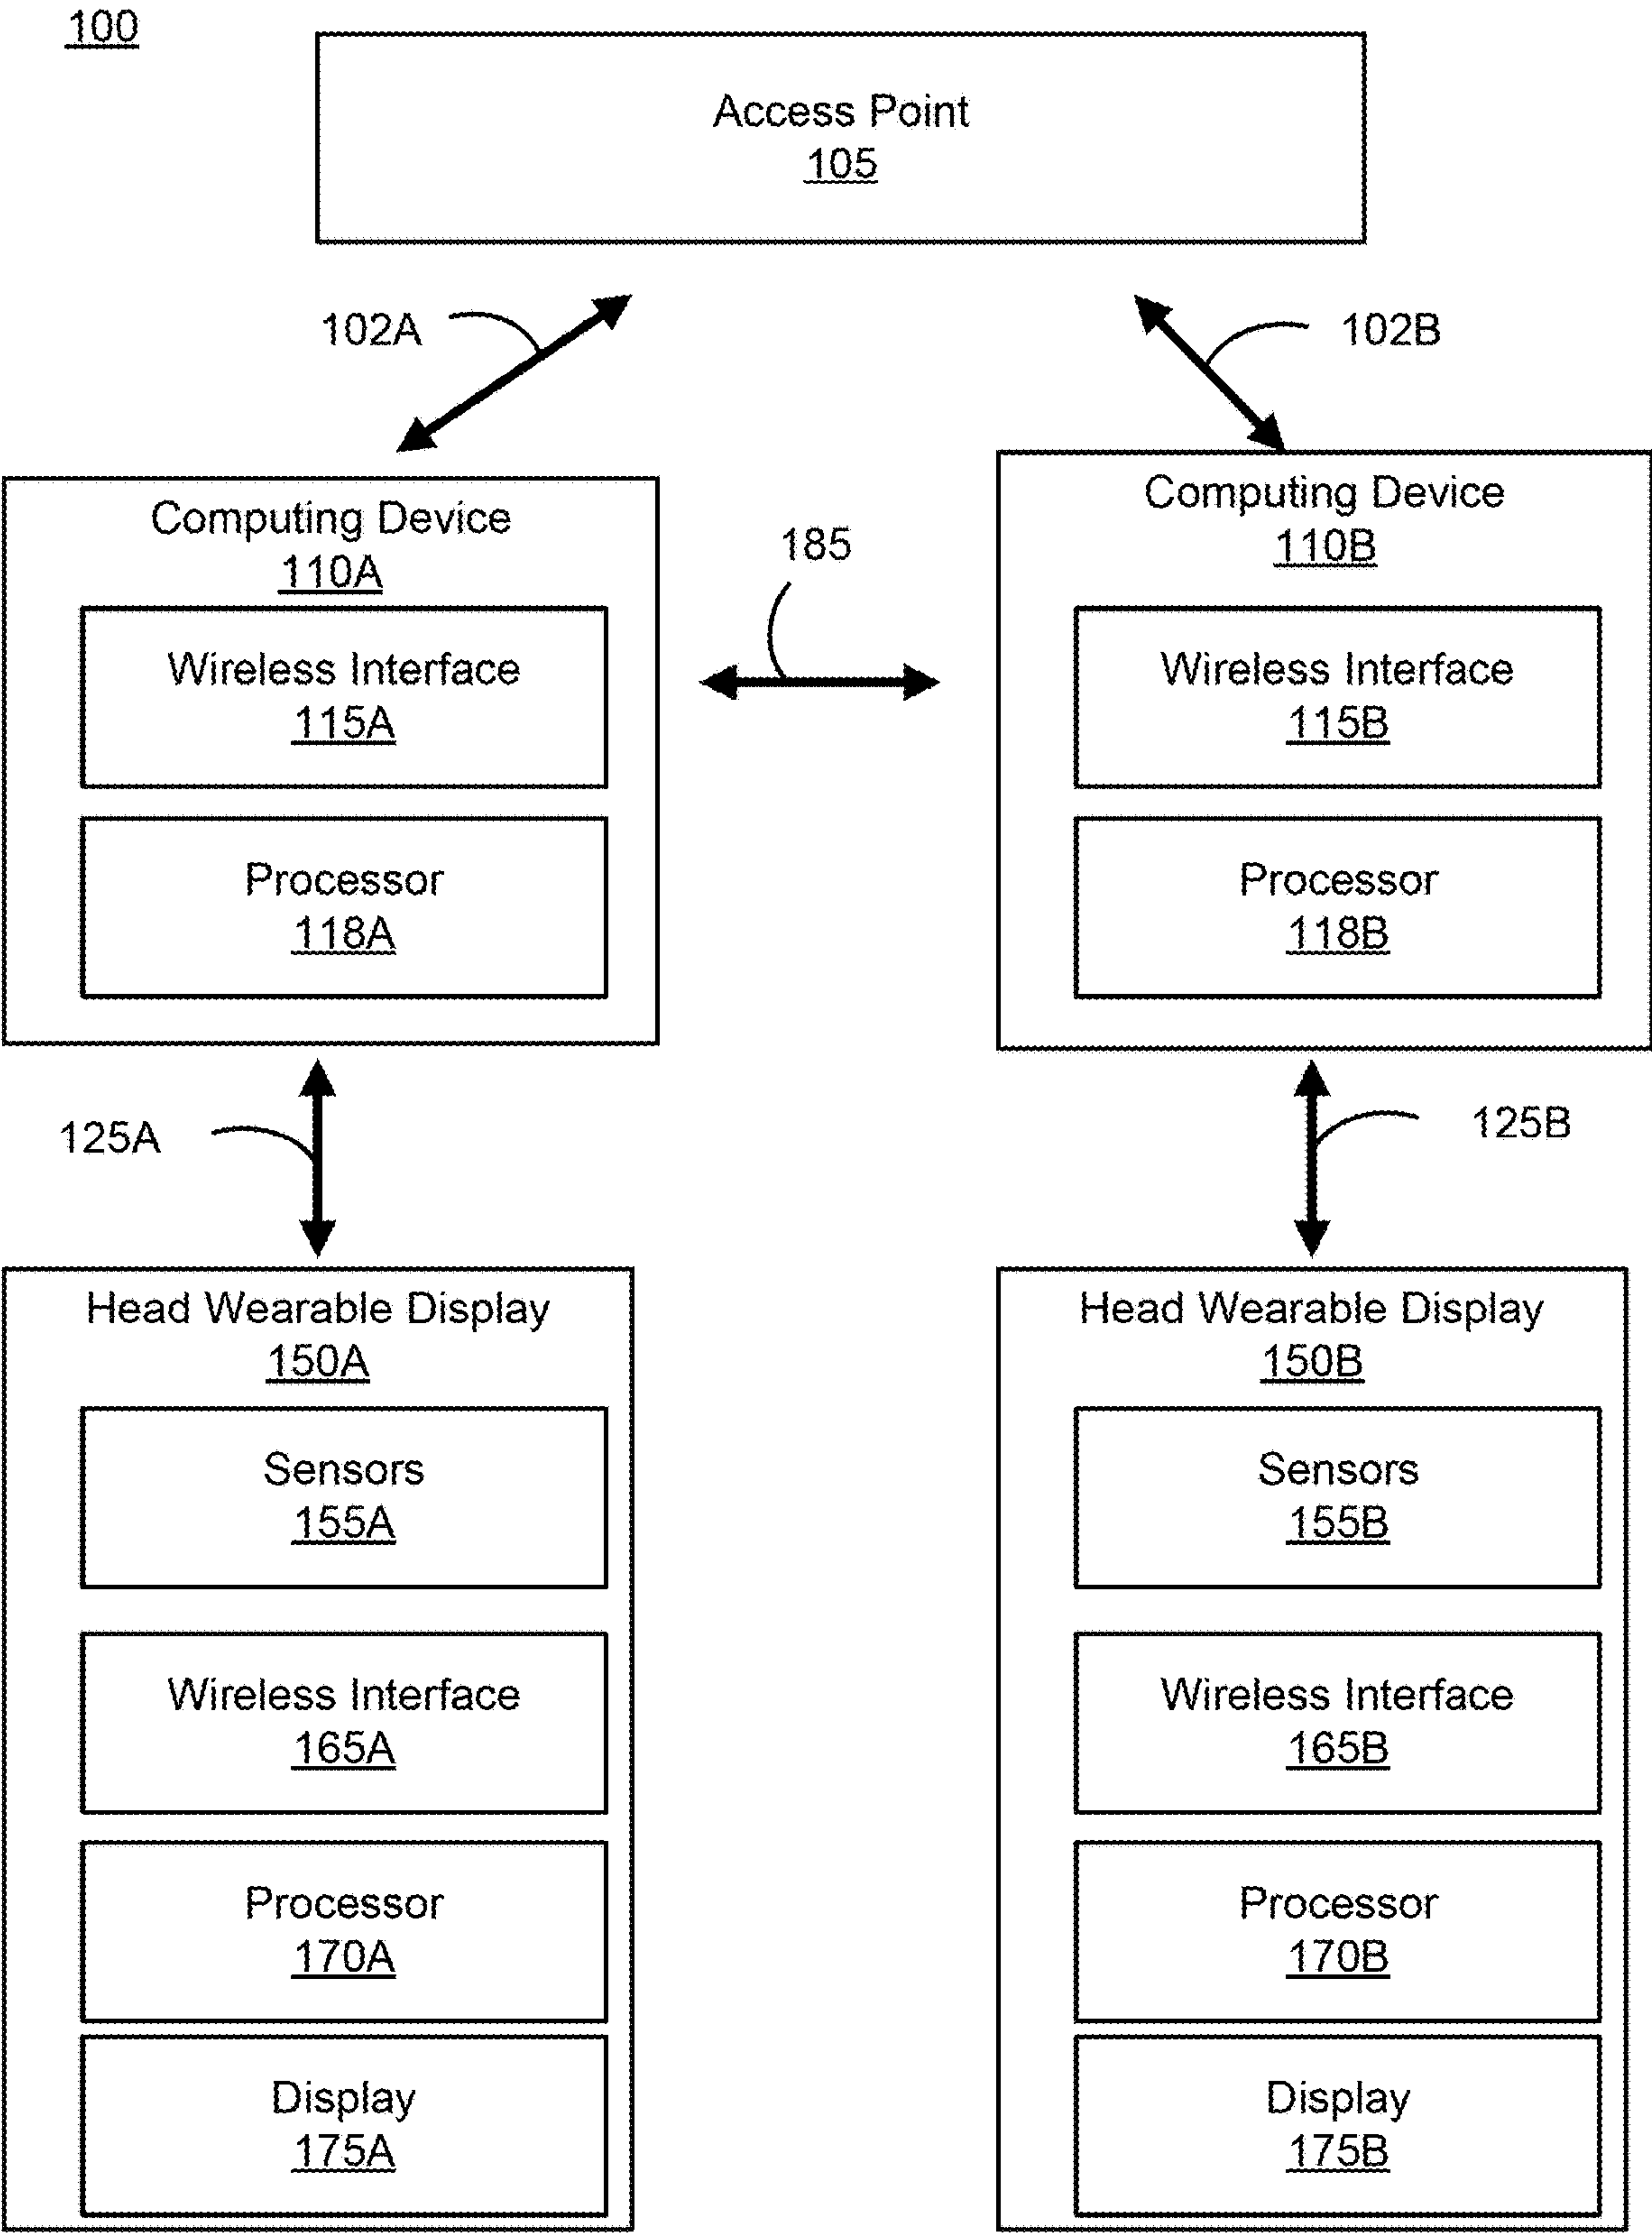 100
Access Point
105
102A
102B
Computing Device
110A
Wireless Interface
115A
Processor
118A
185
Computing Device
110B
Wireless Interface
115B
Processor
118B
125A
125B
Head Wearable Display
150A
Sensors
155A
Wireless Interface
165A
Processor
170A
Display
175A
Head Wearable Display
150B
Sensors
155B
Wireless Interface
165B
Processor
170B
Display
175B